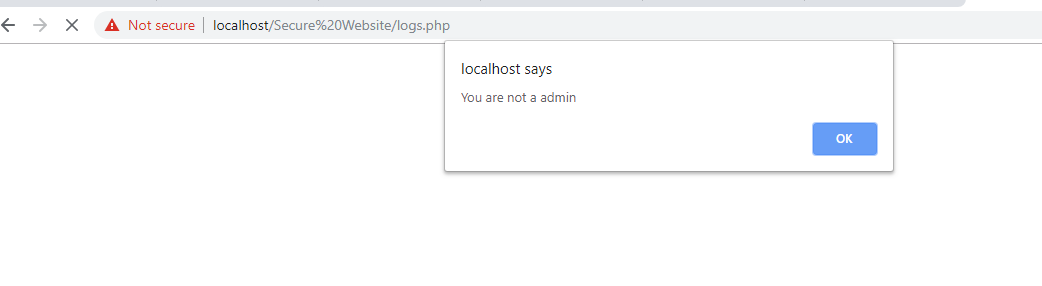 Not secure | localhost/Secure%20Website/logs.php
localhost says
You are not a admin
OK